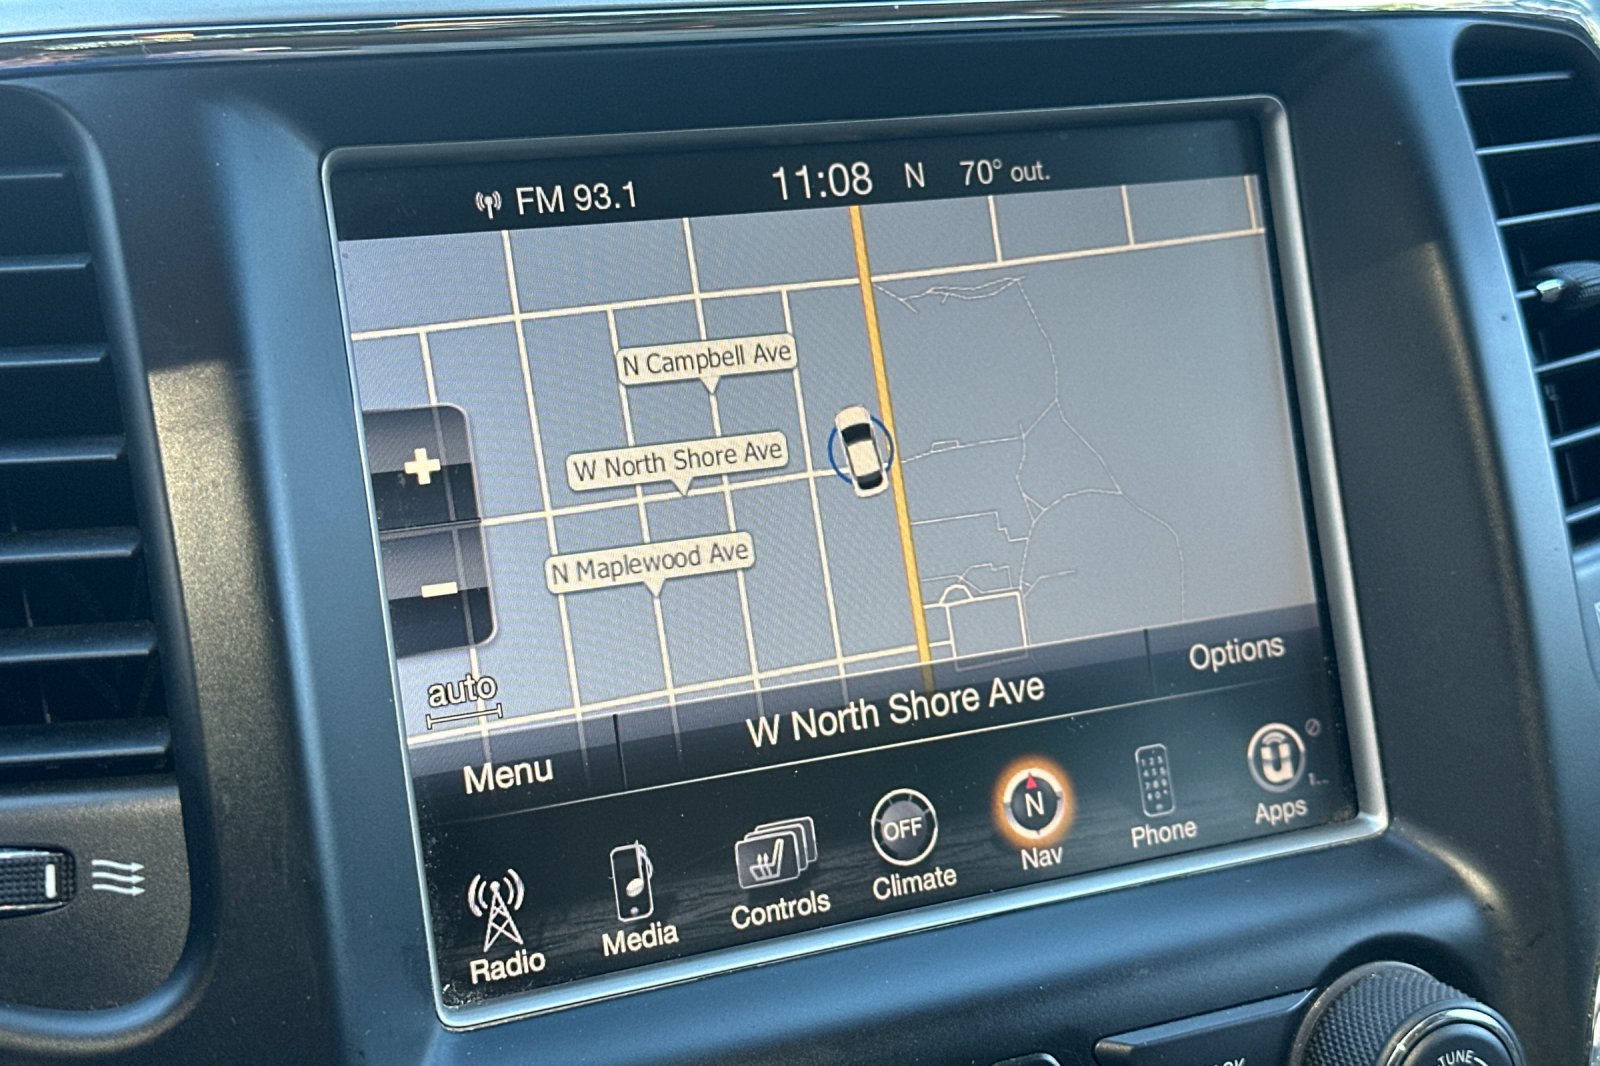 FM 93.1 11:08 N 70° out.
N Campbell Ave
W North Shore Ave
N Maplewood Ave
+
−
auto
Options
W North Shore Ave
Menu
OFF
N
Radio
Media
Controls
Climate
Nav
Phone
Apps
TUNE